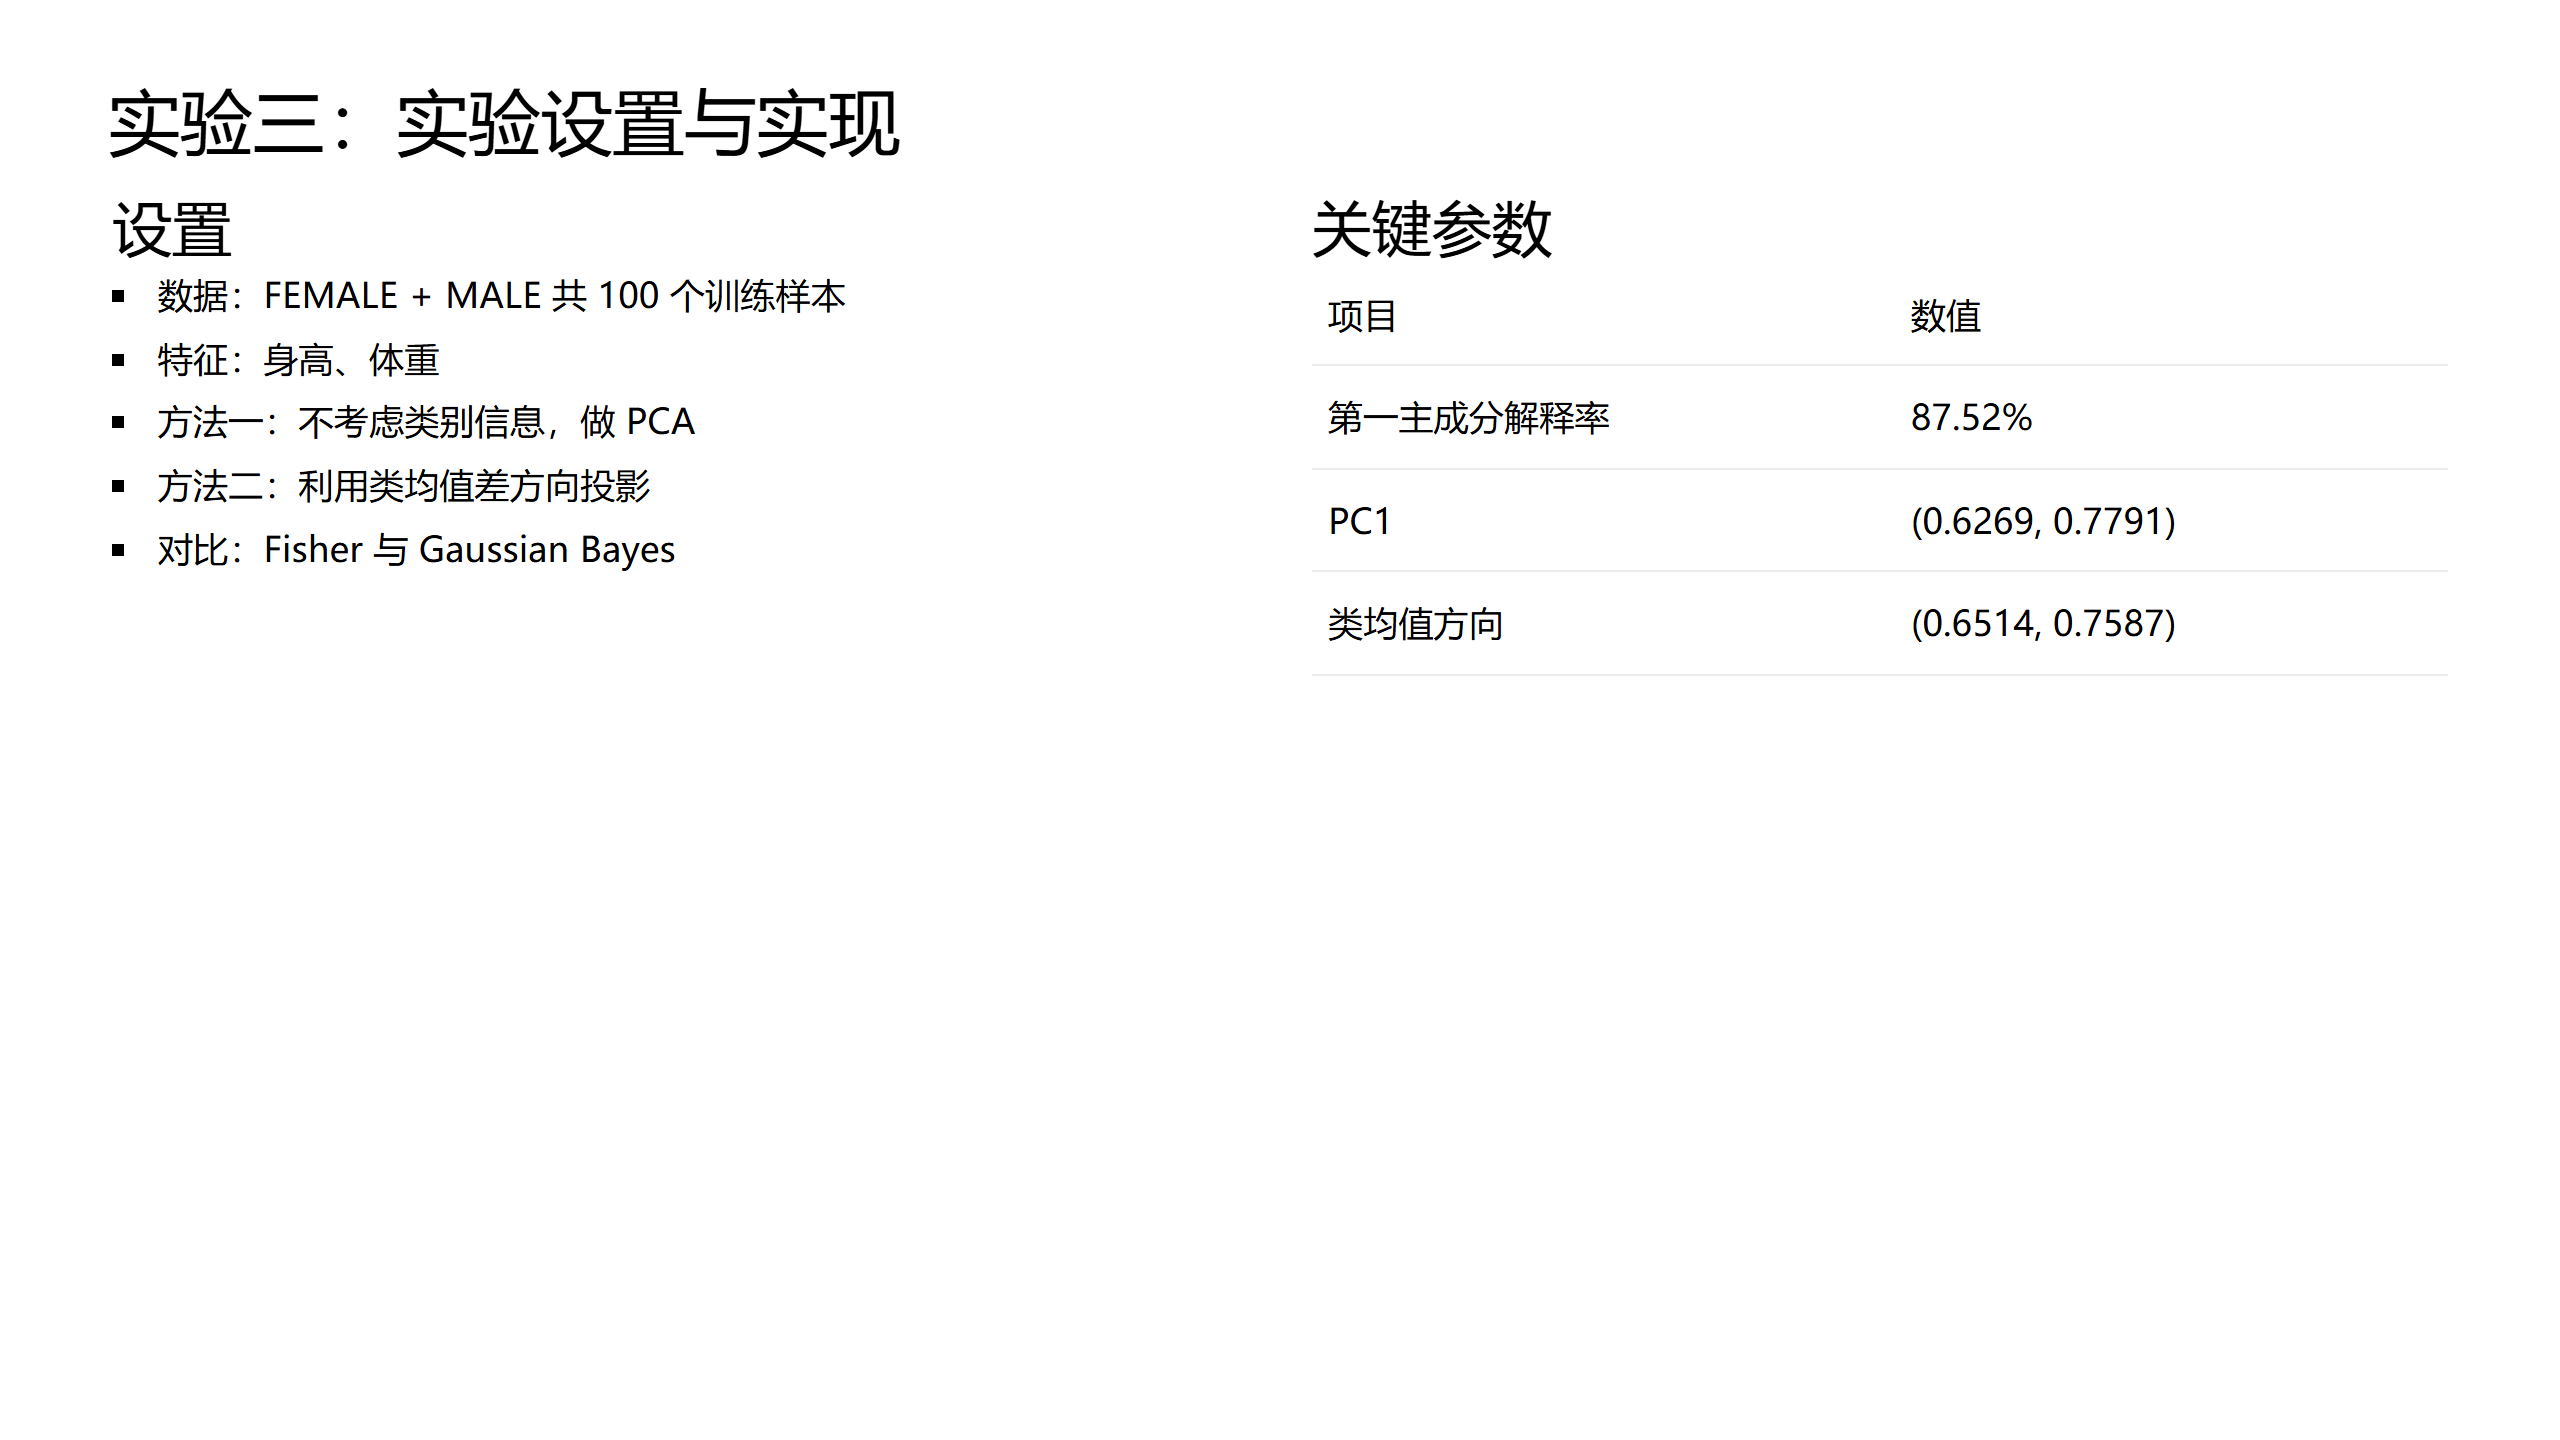 实验三：实验设置与实现
设置
▪ 数据：FEMALE + MALE 共 100 个训练样本
▪ 特征：身高、体重
▪ 方法一：不考虑类别信息，做 PCA
▪ 方法二：利用类均值差方向投影
▪ 对比：Fisher 与 Gaussian Bayes
关键参数
项目 数值
第一主成分解释率 87.52%
PC1 (0.6269, 0.7791)
类均值方向 (0.6514, 0.7587)